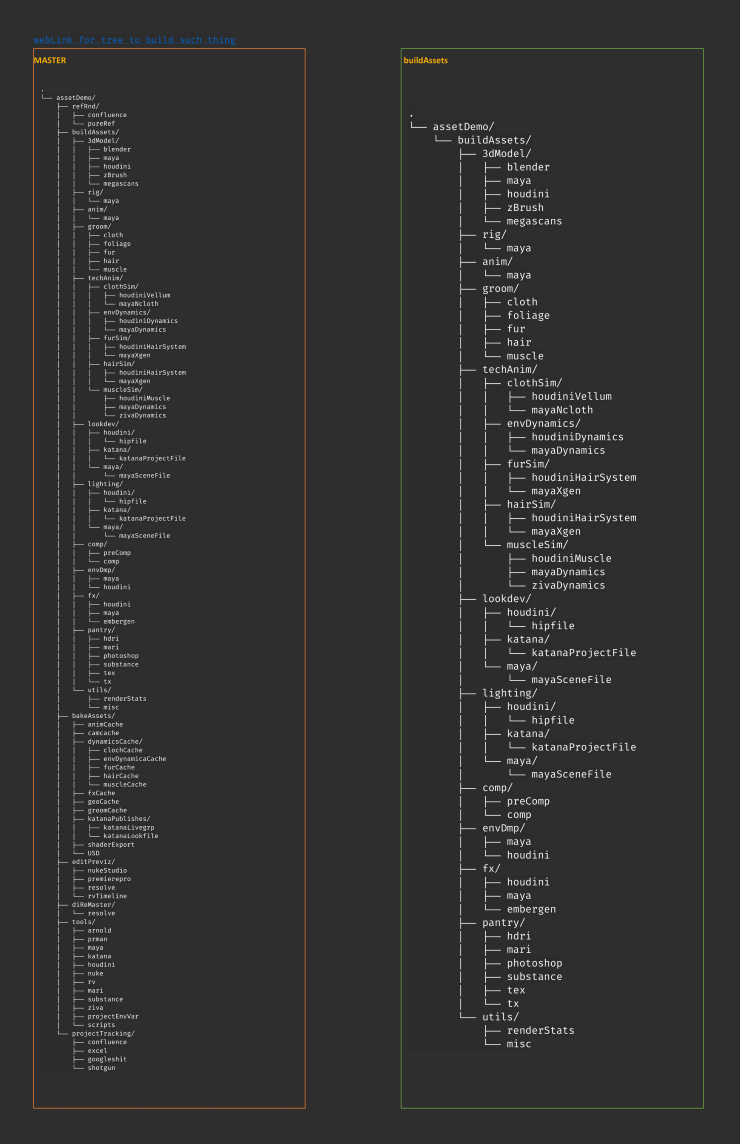 webLink for tree to build such thing
MASTER
.
└── assetDemo/
    ├── refRnd/
    │   ├── confluence
    │   └── pureRef
    ├── buildAssets/
    │   ├── 3dModel/
    │   │   ├── blender
    │   │   ├── maya
    │   │   ├── houdini
    │   │   ├── zBrush
    │   │   └── megascans
    │   ├── rig/
    │   │   └── maya
    │   ├── anim/
    │   │   └── maya
    │   ├── groom/
    │   │   ├── cloth
    │   │   ├── foliage
    │   │   ├── fur
    │   │   ├── hair
    │   │   └── muscle
    │   ├── techAnim/
    │   │   ├── clothSim/
    │   │   │   ├── houdiniVellum
    │   │   │   └── mayaNcloth
    │   │   ├── envDynamics/
    │   │   │   ├── houdiniDynamics
    │   │   │   └── mayaDynamics
    │   │   ├── furSim/
    │   │   │   ├── houdiniHairSystem
    │   │   │   └── mayaXgen
    │   │   ├── hairSim/
    │   │   │   ├── houdiniHairSystem
    │   │   │   └── mayaXgen
    │   │   └── muscleSim/
    │   │       ├── houdiniMuscle
    │   │       ├── mayaDynamics
    │   │       └── zivaDynamics
    │   ├── lookdev/
    │   │   ├── houdini/
    │   │   │   └── hipfile
    │   │   ├── katana/
    │   │   │   └── katanaProjectFile
    │   │   └── maya/
    │   │       └── mayaSceneFile
    │   ├── lighting/
    │   │   ├── houdini/
    │   │   │   └── hipfile
    │   │   ├── katana/
    │   │   │   └── katanaProjectFile
    │   │   └── maya/
    │   │       └── mayaSceneFile
    │   ├── comp/
    │   │   ├── preComp
    │   │   └── comp
    │   ├── envDmp/
    │   │   ├── maya
    │   │   └── houdini
    │   ├── fx/
    │   │   ├── houdini
    │   │   ├── maya
    │   │   └── embergen
    │   ├── pantry/
    │   │   ├── hdri
    │   │   ├── mari
    │   │   ├── photoshop
    │   │   ├── substance
    │   │   ├── tex
    │   │   └── tx
    │   └── utils/
    │       ├── renderStats
    │       └── misc
    ├── bakeAssets/
    │   ├── animCache
    │   ├── camcache
    │   ├── dynamicsCache/
    │   │   ├── clochCache
    │   │   ├── envDynamicaCache
    │   │   ├── furCache
    │   │   ├── hairCache
    │   │   └── muscleCache
    │   ├── fxCache
    │   ├── geoCache
    │   ├── groomCache
    │   ├── katanaPublishes/
    │   │   ├── katanaLivegrp
    │   │   └── katanaLookfile
    │   ├── shaderExport
    │   └── USD
    ├── editPreviz/
    │   ├── nukeStudio
    │   ├── premierepro
    │   ├── resolve
    │   └── rvTimeline
    ├── diReMaster/
    │   └── resolve
    ├── tools/
    │   ├── arnold
    │   ├── prman
    │   ├── maya
    │   ├── katana
    │   ├── houdini
    │   ├── nuke
    │   ├── rv
    │   ├── mari
    │   ├── substance
    │   ├── ziva
    │   ├── projectEnvVar
    │   └── scripts
    └── projectTracking/
        ├── confluence
        ├── excel
        ├── googleshit
        └── shotgun
buildAssets
.
└── assetDemo/
    └── buildAssets/
        ├── 3dModel/
        │   ├── blender
        │   ├── maya
        │   ├── houdini
        │   ├── zBrush
        │   └── megascans
        ├── rig/
        │   └── maya
        ├── anim/
        │   └── maya
        ├── groom/
        │   ├── cloth
        │   ├── foliage
        │   ├── fur
        │   ├── hair
        │   └── muscle
        ├── techAnim/
        │   ├── clothSim/
        │   │   ├── houdiniVellum
        │   │   └── mayaNcloth
        │   ├── envDynamics/
        │   │   ├── houdiniDynamics
        │   │   └── mayaDynamics
        │   ├── furSim/
        │   │   ├── houdiniHairSystem
        │   │   └── mayaXgen
        │   ├── hairSim/
        │   │   ├── houdiniHairSystem
        │   │   └── mayaXgen
        │   └── muscleSim/
        │       ├── houdiniMuscle
        │       ├── mayaDynamics
        │       └── zivaDynamics
        ├── lookdev/
        │   ├── houdini/
        │   │   └── hipfile
        │   ├── katana/
        │   │   └── katanaProjectFile
        │   └── maya/
        │       └── mayaSceneFile
        ├── lighting/
        │   ├── houdini/
        │   │   └── hipfile
        │   ├── katana/
        │   │   └── katanaProjectFile
        │   └── maya/
        │       └── mayaSceneFile
        ├── comp/
        │   ├── preComp
        │   └── comp
        ├── envDmp/
        │   ├── maya
        │   └── houdini
        ├── fx/
        │   ├── houdini
        │   ├── maya
        │   └── embergen
        ├── pantry/
        │   ├── hdri
        │   ├── mari
        │   ├── photoshop
        │   ├── substance
        │   ├── tex
        │   └── tx
        └── utils/
            ├── renderStats
            └── misc